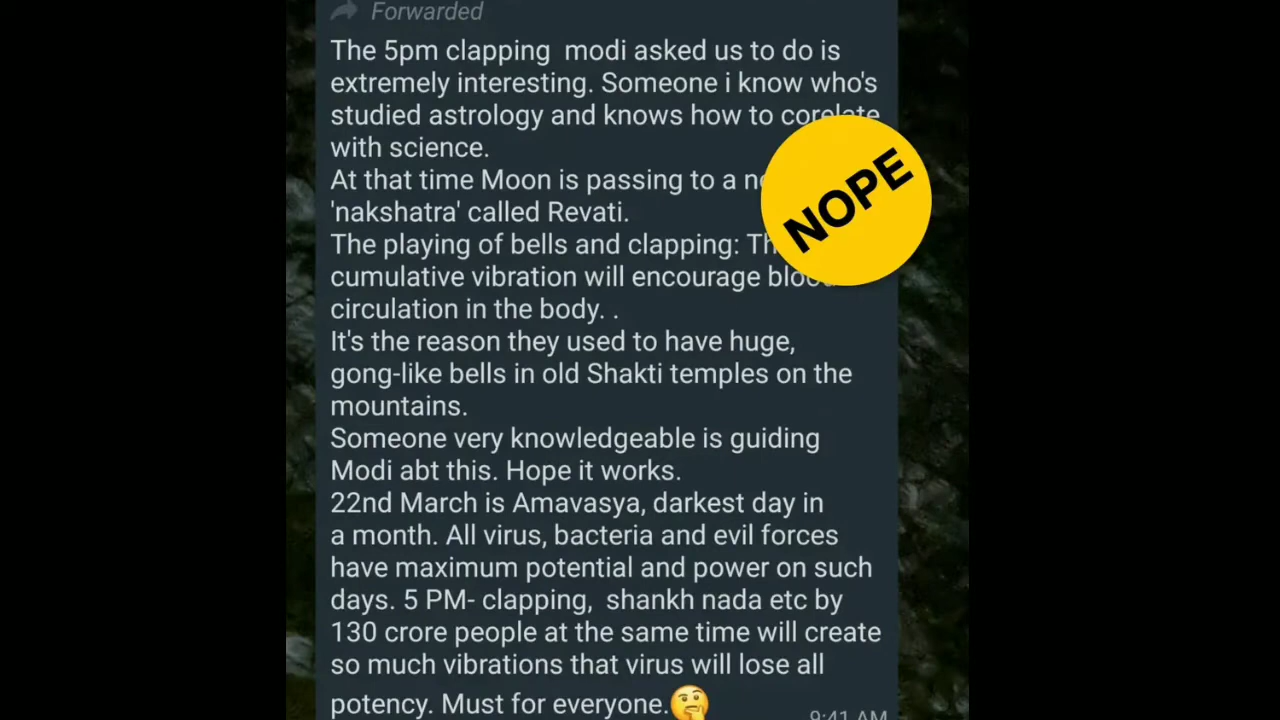 Forwarded
The 5pm clapping modi asked us to do is
extremely interesting. Someone i know who's
studied astrology and knows how to corelate
with science.
At that time Moon is passing to a
'nakshatra' called Revati.
The playing of bells and clapping:
cumulative vibration will encourage
circulation in the body. .
It's the reason they used to have huge,
gong-like bells in old Shakti temples on the
mountains.
Someone very knowledgeable is guiding
Modi abt this. Hope it works.
22nd March is Amavasya, darkest day in
a month. All virus, bacteria and evil forces
have maximum potential and power on such
days. 5 PM- clapping, shankh nada etc by
130 crore people at the same time will create
so much vibrations that virus will lose all
potency. Must for everyone.🤔
9:41 AM
NOPE